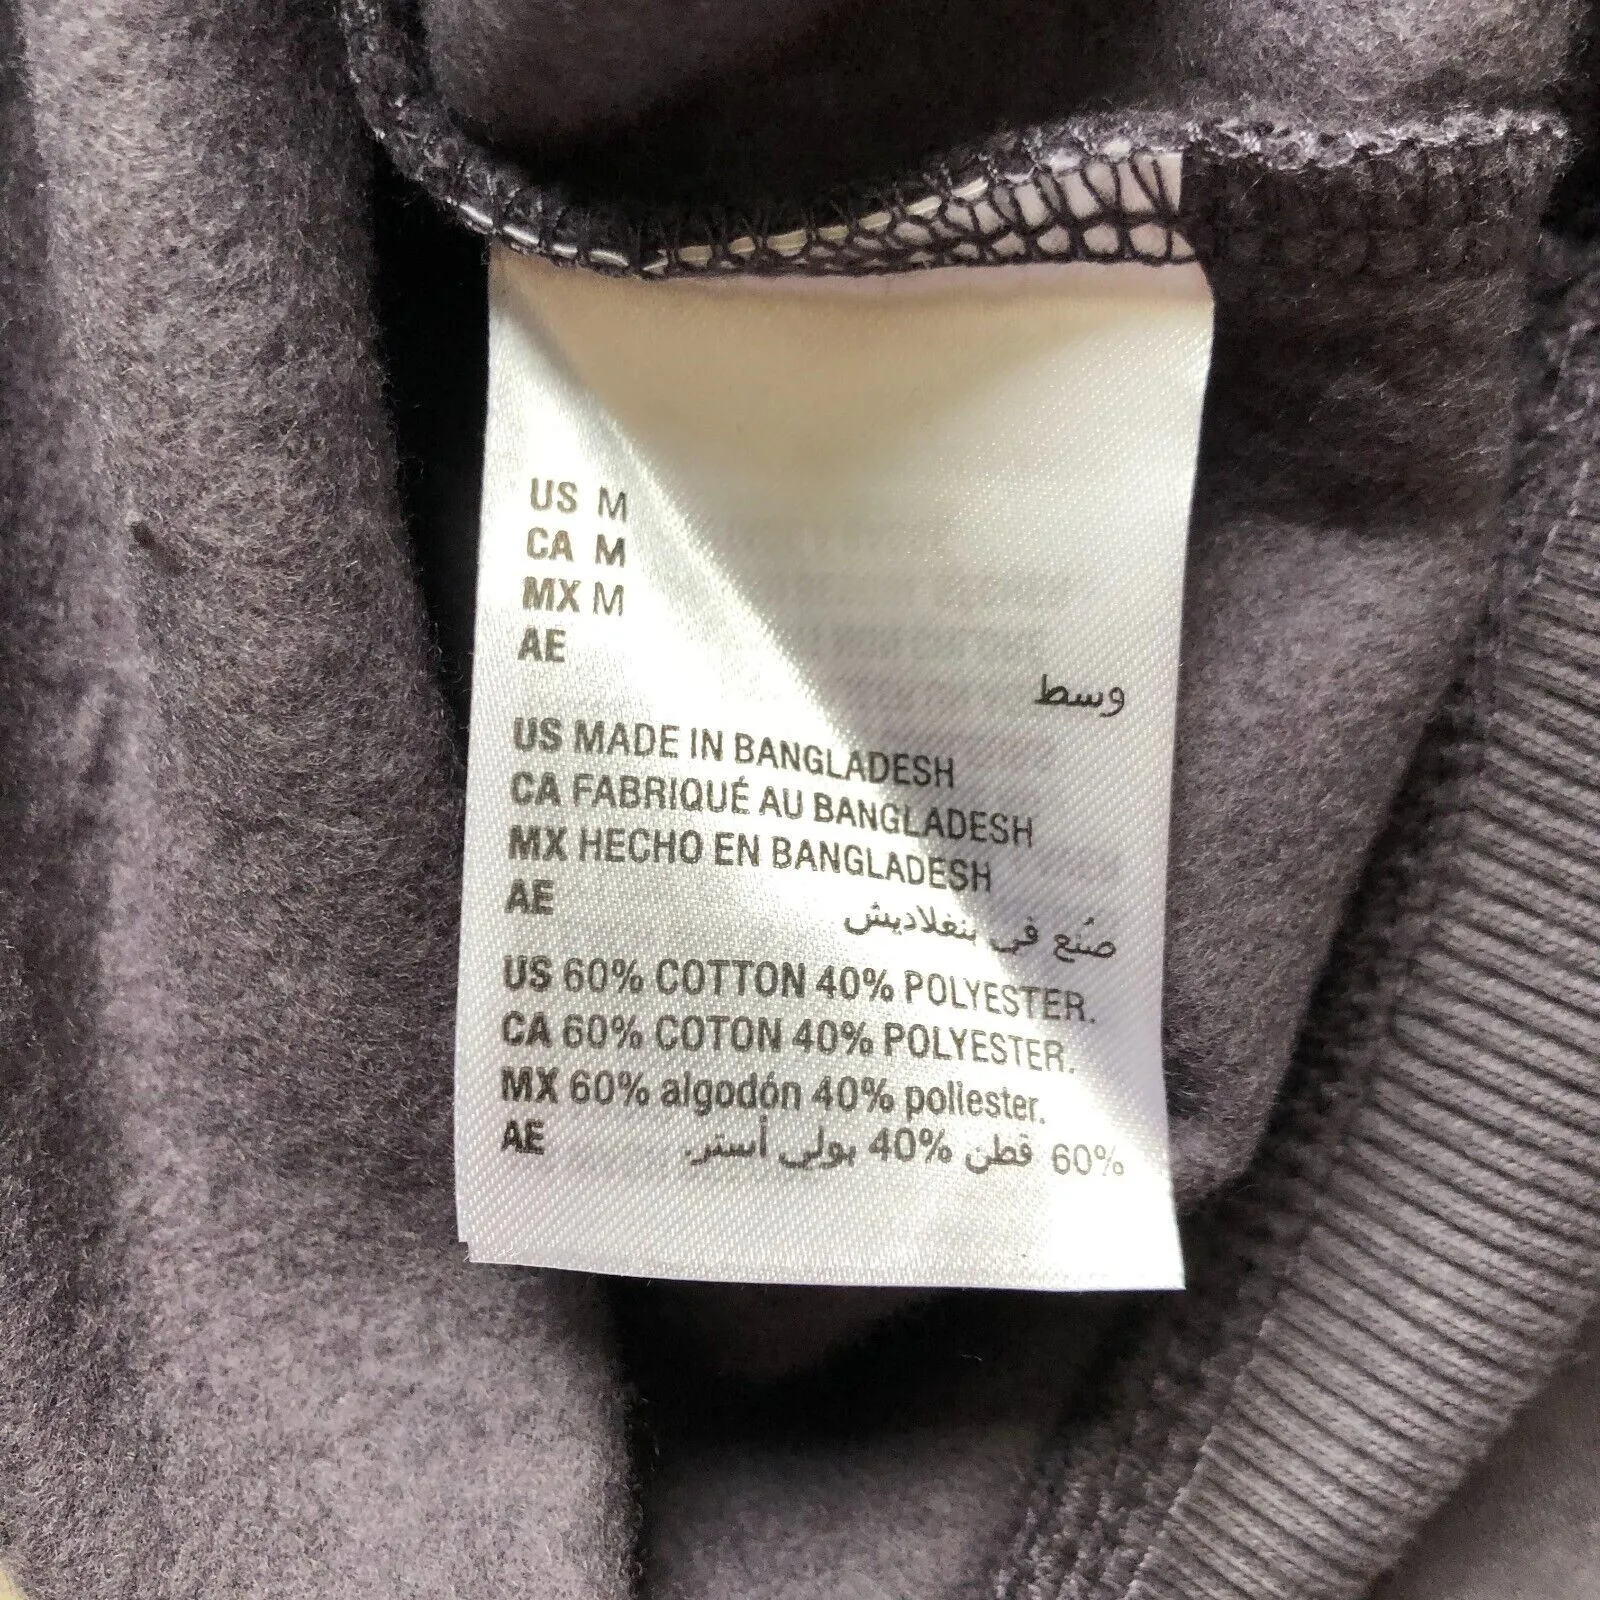 US M
CA M
MX M
AE
وسط
US MADE IN BANGLADESH
CA FABRIQUÉ AU BANGLADESH
MX HECHO EN BANGLADESH
AE صُنع في بنغلاديش
US 60% COTTON 40% POLYESTER.
CA 60% COTON 40% POLYESTER.
MX 60% algodón 40% poliester.
AE 60% قطن 40% بولي أستر.